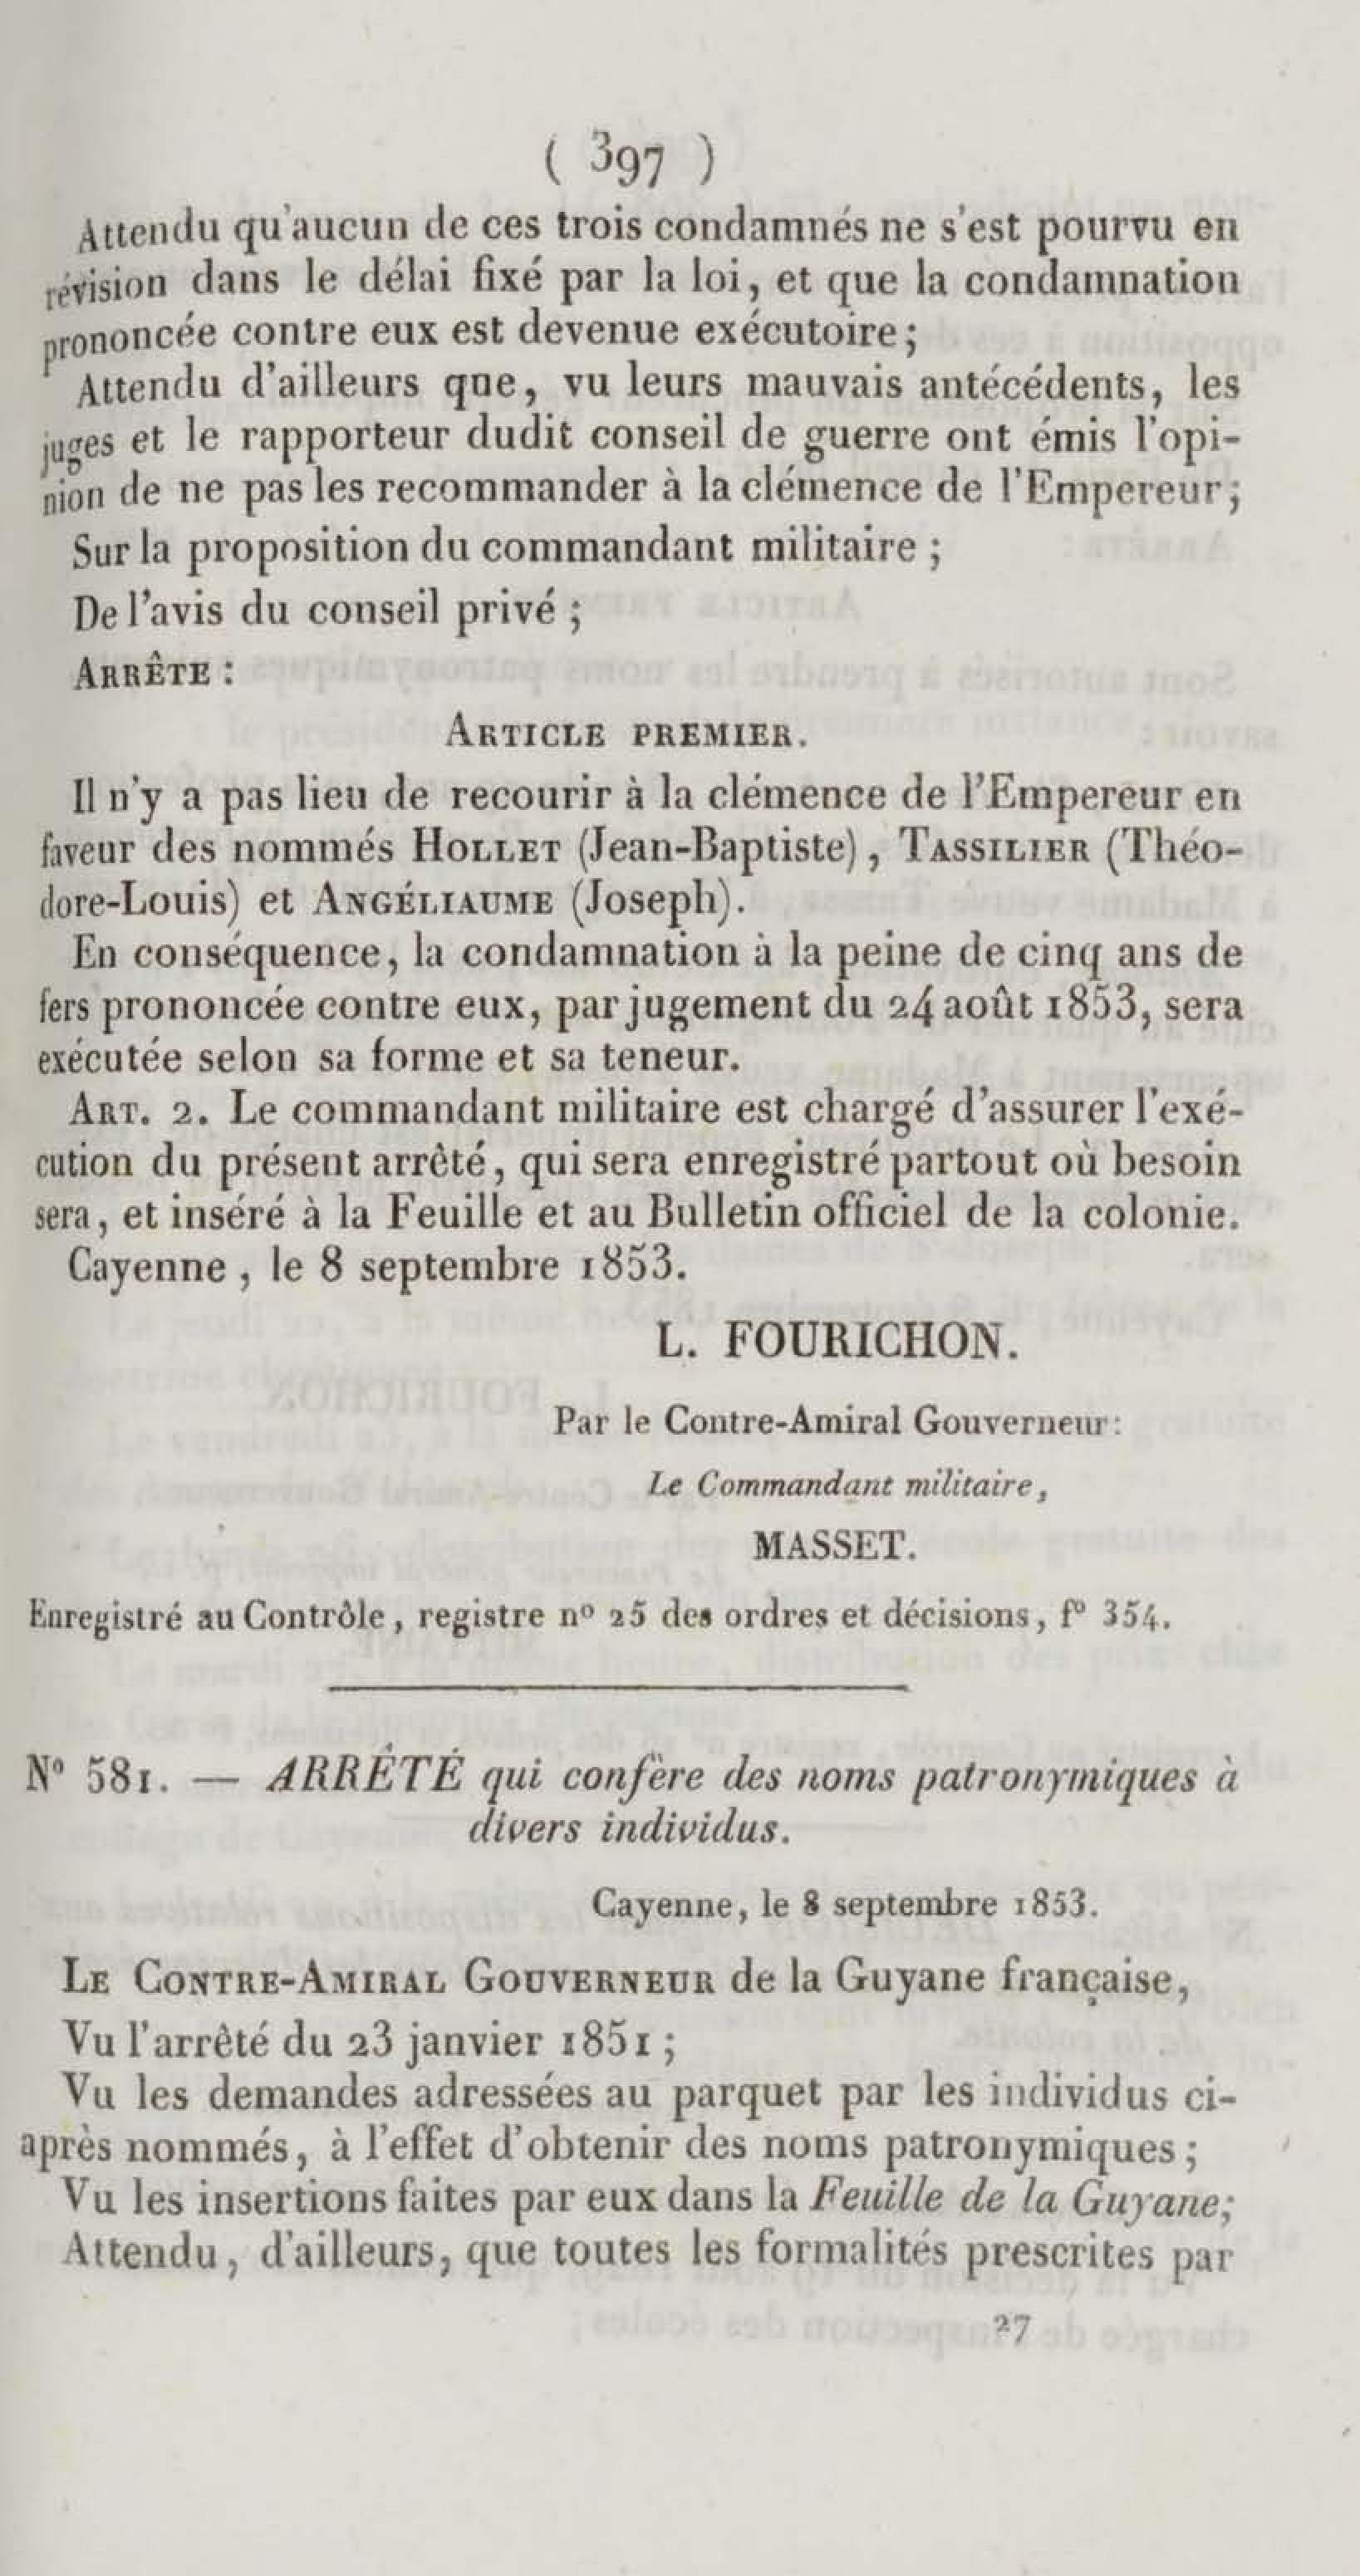 ( 397 )
Attendu qu'aucun de ces trois condamnés ne s'est pourvu en
révision dans le délai fixé par la loi, et que la condamnation
prononcée contre eux est devenue exécutoire;
Attendu d'ailleurs que, vu leurs mauvais antécédents, les
juges et le rapporteur dudit conseil de guerre ont émis l'opi-
nion de ne pas les recommander à la clémence de l'Empereur;
Sur la proposition du commandant militaire;
De l'avis du conseil privé;
ARRÊTE :
ARTICLE PREMIER.
Il n'y a pas lieu de recourir à la clémence de l'Empereur en
faveur des nommés HOLLET (Jean-Baptiste), TASSILIER (Théo-
dore-Louis) et ANGÉLIAUME (Joseph).
En conséquence, la condamnation à la peine de cinq ans de
fers prononcée contre eux, par jugement du 24 août 1853, sera
exécutée selon sa forme et sa teneur.
ART. 2. Le commandant militaire est chargé d'assurer l'exé-
cution du présent arrêté, qui sera enregistré partout où besoin
sera, et inséré à la Feuille et au Bulletin officiel de la colonie.
Cayenne, le 8 septembre 1853.
L. FOURICHON.
Par le Contre-Amiral Gouverneur:
Le Commandant militaire,
MASSET.
Enregistré au Contrôle, registre nº 25 des ordres et décisions, fº 354.
Nº 581. — ARRÊTÉ qui confère des noms patronymiques à
divers individus.
Cayenne, le 8 septembre 1853.
LE CONTRE-AMIRAL GOUVERNEUR de la Guyane française,
Vu l'arrêté du 23 janvier 1851;
Vu les demandes adressées au parquet par les individus ci-
après nommés, à l'effet d'obtenir des noms patronymiques;
Vu les insertions faites par eux dans la Feuille de la Guyane;
Attendu, d'ailleurs, que toutes les formalités prescrites par
27